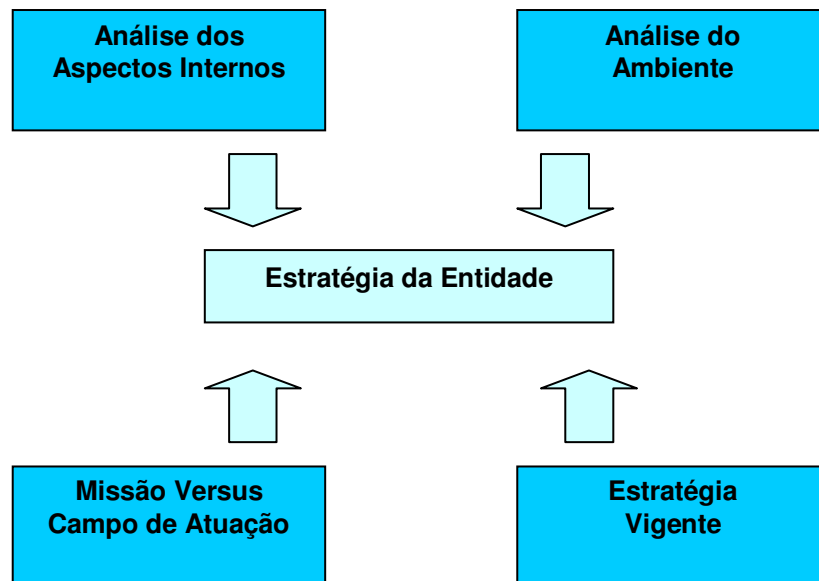 Análise dos
Aspectos Internos
Análise do
Ambiente
Estratégia da Entidade
Missão Versus
Campo de Atuação
Estratégia
Vigente